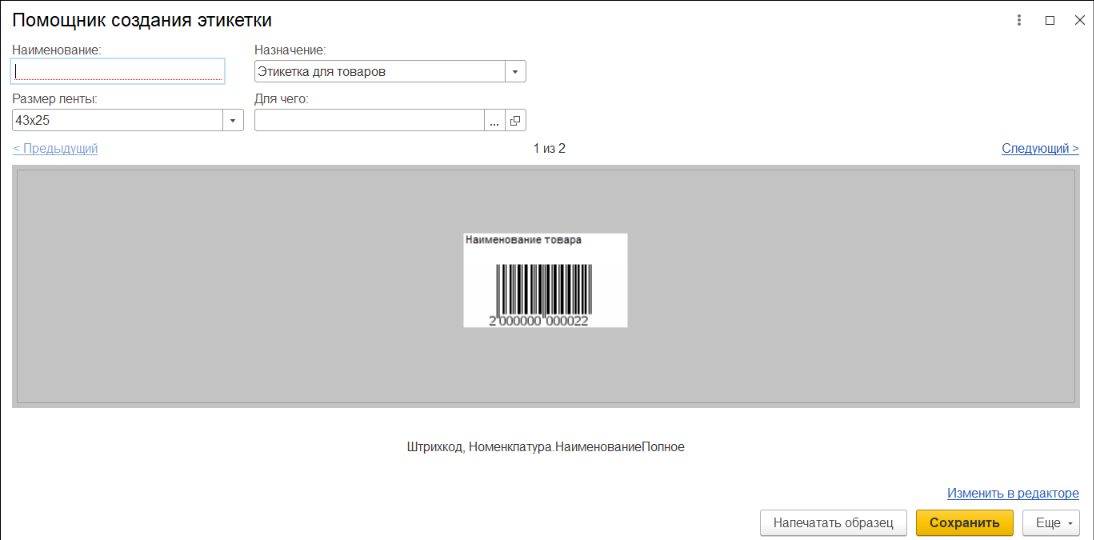 Помощник создания этикетки
Наименование:
Назначение:
Этикетка для товаров
Размер ленты:
Для чего:
43x25
...
< Предыдущий
1 из 2
Следующий >
Наименование товара
2 000000 000022
Штрихкод, Номенклатура.НаименованиеПолное
Изменить в редакторе
Напечатать образец
Сохранить
Еще